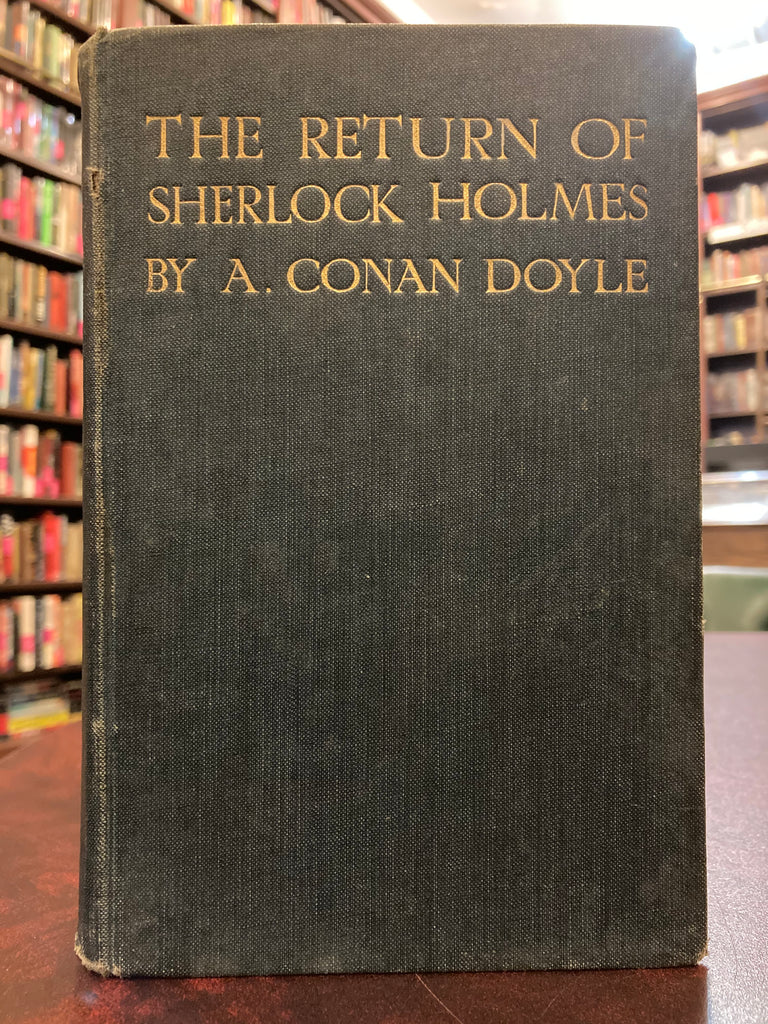 THE RETURN OF
SHERLOCK HOLMES
BY A. CONAN DOYLE